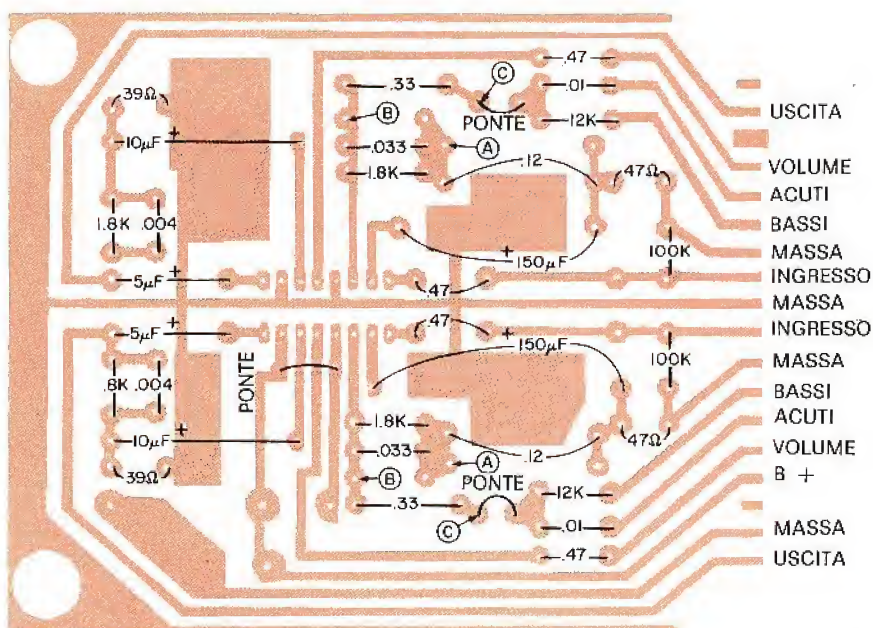 .47
.33
C
.01
39Ω
B
PONTE
12K
USCITA
10µF +
.033
A
.12
VOLUME
1.8K
47Ω
ACUTI
1.8K .004
BASSI
+
150µF
100K
MASSA
5µF +
.47
INGRESSO
MASSA
5µF +
.47
+
INGRESSO
150µF
100K
MASSA
.8K .004
PONTE
BASSI
1.8K
ACUTI
10µF +
.033
.12
47Ω
VOLUME
39Ω
B
A
PONTE
B +
.33
12K
C
.01
MASSA
.47
USCITA